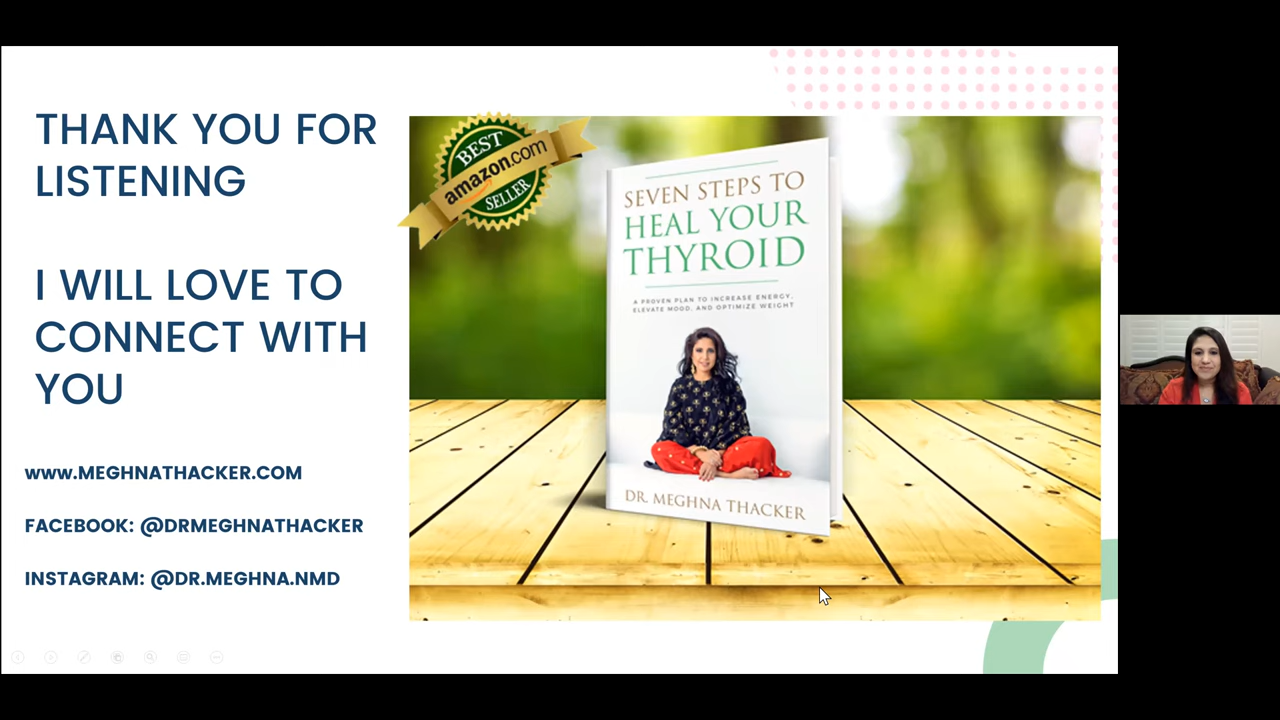 THANK YOU FOR
LISTENING
I WILL LOVE TO
CONNECT WITH
YOU
www.MEGHNATHACKER.COM
FACEBOOK: @DRMEGHNATHACKER
INSTAGRAM: @DR.MEGHNA.NMD
BEST
amazon.com
SELLER
SEVEN STEPS TO
HEAL YOUR
THYROID
A PROVEN PLAN TO INCREASE ENERGY,
ELEVATE MOOD, AND OPTIMIZE WEIGHT
DR. MEGHNA THACKER